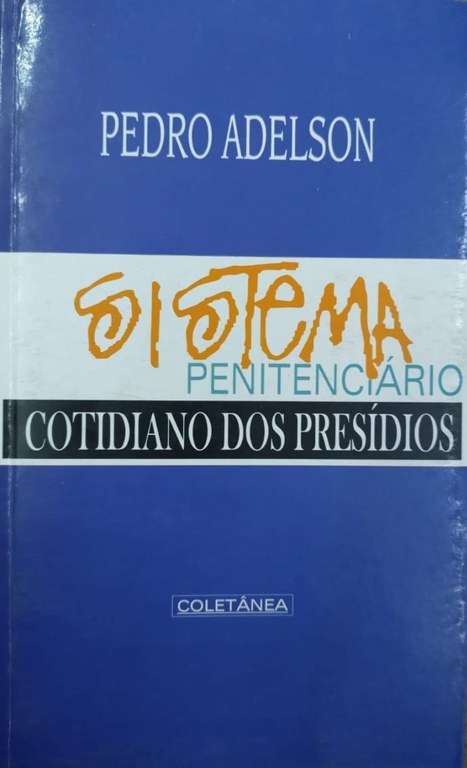 PEDRO ADELSON
SISTEMA
PENITENCIÁRIO
COTIDIANO DOS PRESÍDIOS
COLETÂNEA